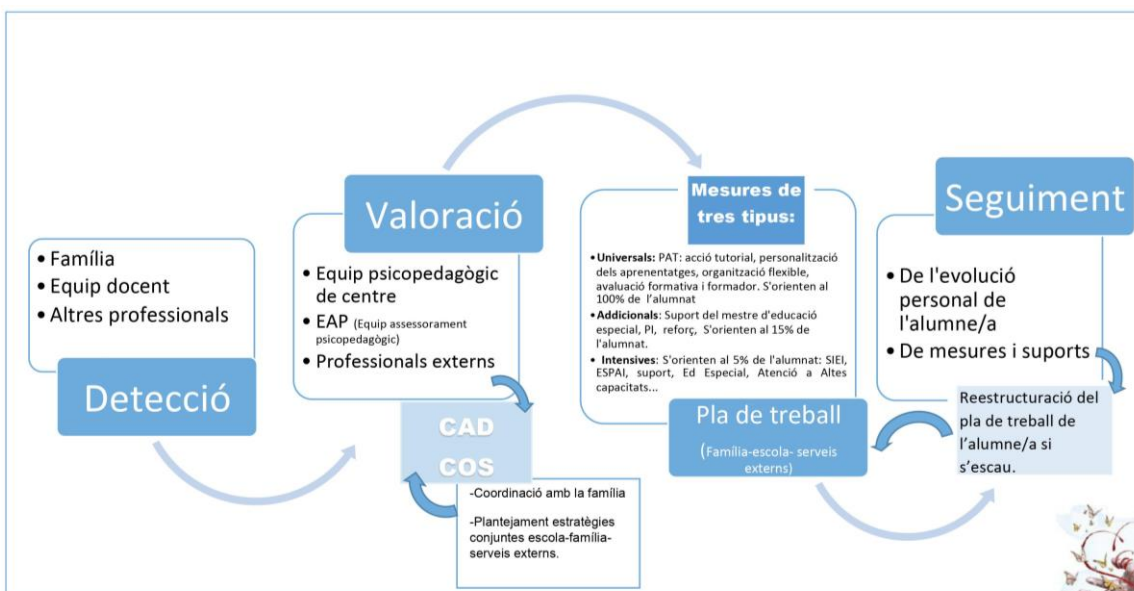 • Família
• Equip docent
• Altres professionals
Detecció
Valoració
• Equip psicopedagògic
de centre
• EAP (Equip assessorament
psicopedagògic)
• Professionals externs
CAD
COS
-Coordinació amb la família
-Plantejament estratègies
conjuntes escola-família-
serveis externs.
Mesures de
tres tipus:
• Universals: PAT: acció tutorial, personalització
dels aprenentatges, organització flexible,
avaluació formativa i formador. S'orienten al
100% de l'alumnat
• Addicionals: Suport del mestre d'educació
especial, PI, reforç, S'orienten al 15% de
l'alumnat.
• Intensives: S'orienten al 5% de l'alumnat: SIEI,
ESPAI, suport, Ed Especial, Atenció a Altes
capacitats...
Pla de treball
(Família-escola- serveis
externs)
Seguiment
• De l'evolució
personal de
l'alumne/a
• De mesures i suports
Reestructuració del
pla de treball de
l'alumne/a si
s'escau.